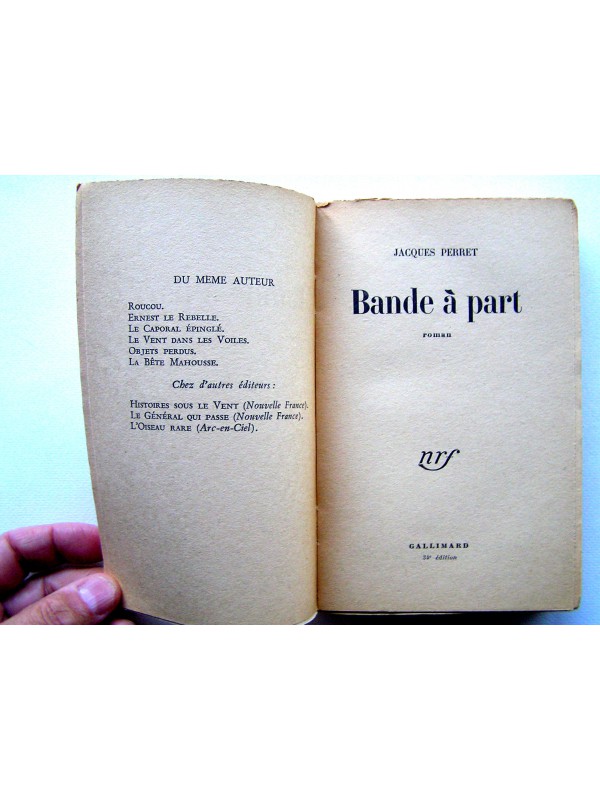 DU MEME AUTEUR
ROUCOU.
ERNEST LE REBELLE.
LE CAPORAL ÉPINGLÉ.
LE VENT DANS LES VOILES.
OBJETS PERDUS.
LA BÊTE MAHOUSSE.
Chez d'autres éditeurs :
HISTOIRES SOUS LE VENT (Nouvelle France).
LE GÉNÉRAL QUI PASSE (Nouvelle France).
L'OISEAU RARE (Arc-en-Ciel).
JACQUES PERRET
Bande à part
roman
nrf
GALLIMARD
édition